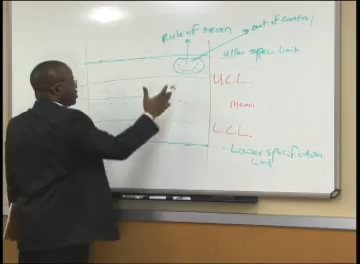 Rule of seven
out of control
Upper spec limit
UCL
mean
LCL
- Lower specification
limit